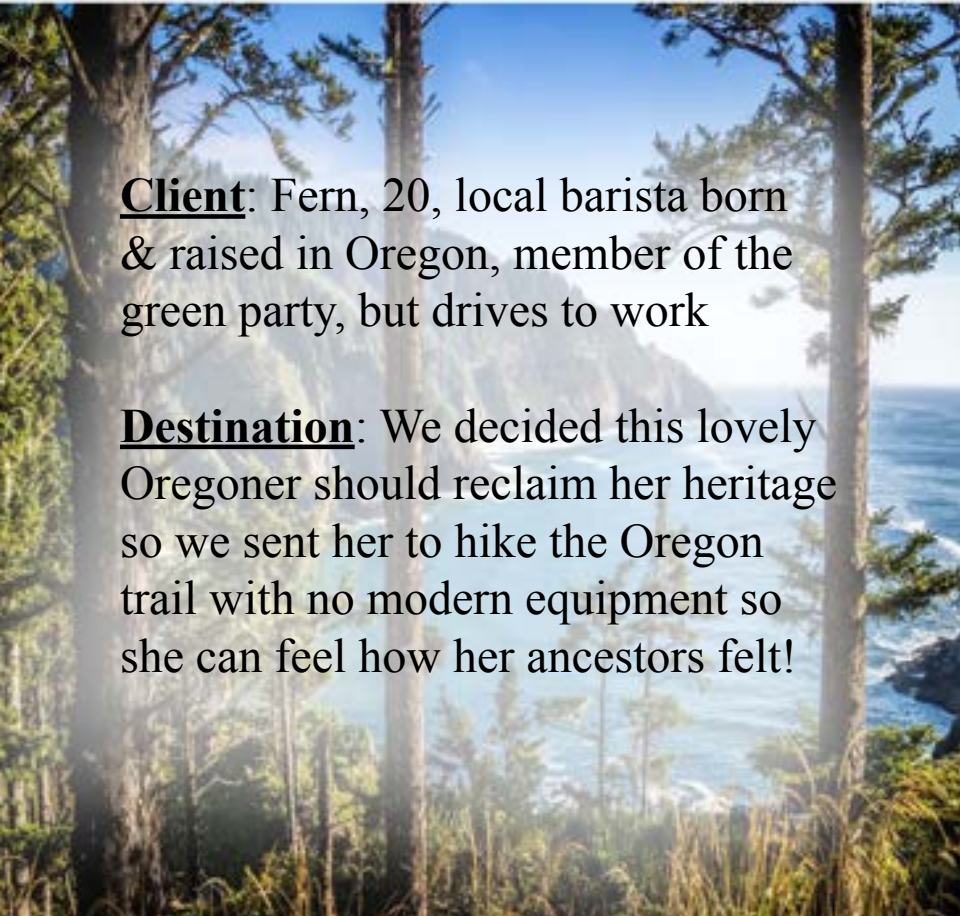 Client: Fern, 20, local barista born
& raised in Oregon, member of the
green party, but drives to work
Destination: We decided this lovely
Oregoner should reclaim her heritage
so we sent her to hike the Oregon
trail with no modern equipment so
she can feel how her ancestors felt!